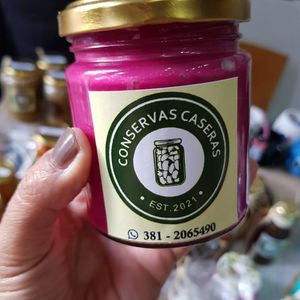 CONSERVAS CASERAS
• EST.2021 •
381 - 2065490